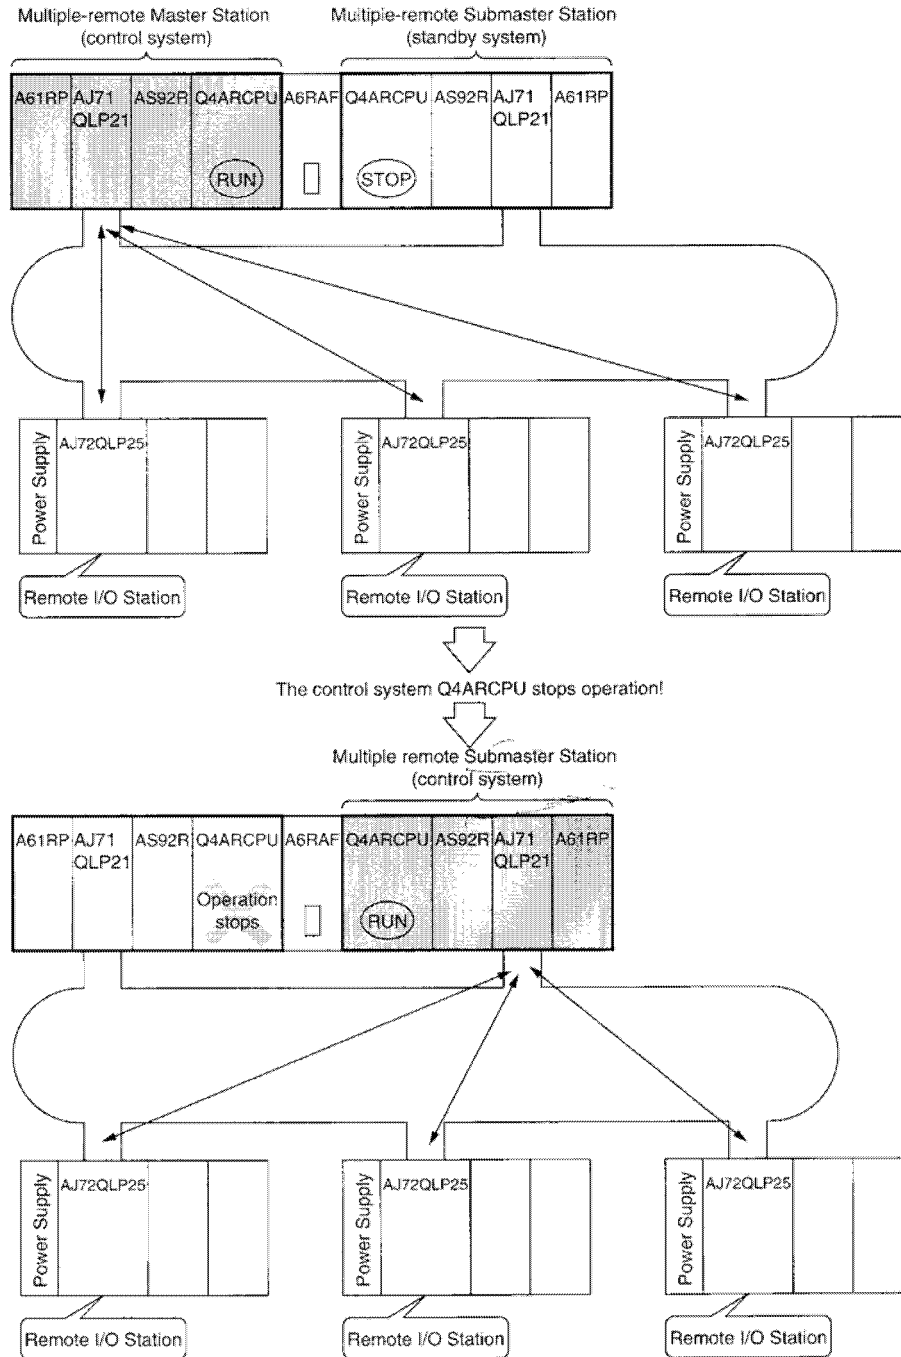 Multiple-remote Master Station
(control system)
Multiple-remote Submaster Station
(standby system)
A61RP AJ71 QLP21 AS92R Q4ARCPU A6RAF Q4ARCPU AS92R AJ71 QLP21 A61RP
RUN
STOP
Power Supply
AJ72QLP25
Power Supply
AJ72QLP25
Power Supply
AJ72QLP25
Remote I/O Station
Remote I/O Station
Remote I/O Station
The control system Q4ARCPU stops operation!
Multiple remote Submaster Station
(control system)
A61RP AJ71 QLP21 AS92R Q4ARCPU A6RAF Q4ARCPU AS92R AJ71 QLP21 A61RP
Operation
stops
RUN
Power Supply
AJ72QLP25
Power Supply
AJ72QLP25
Power Supply
AJ72QLP25
Remote I/O Station
Remote I/O Station
Remote I/O Station